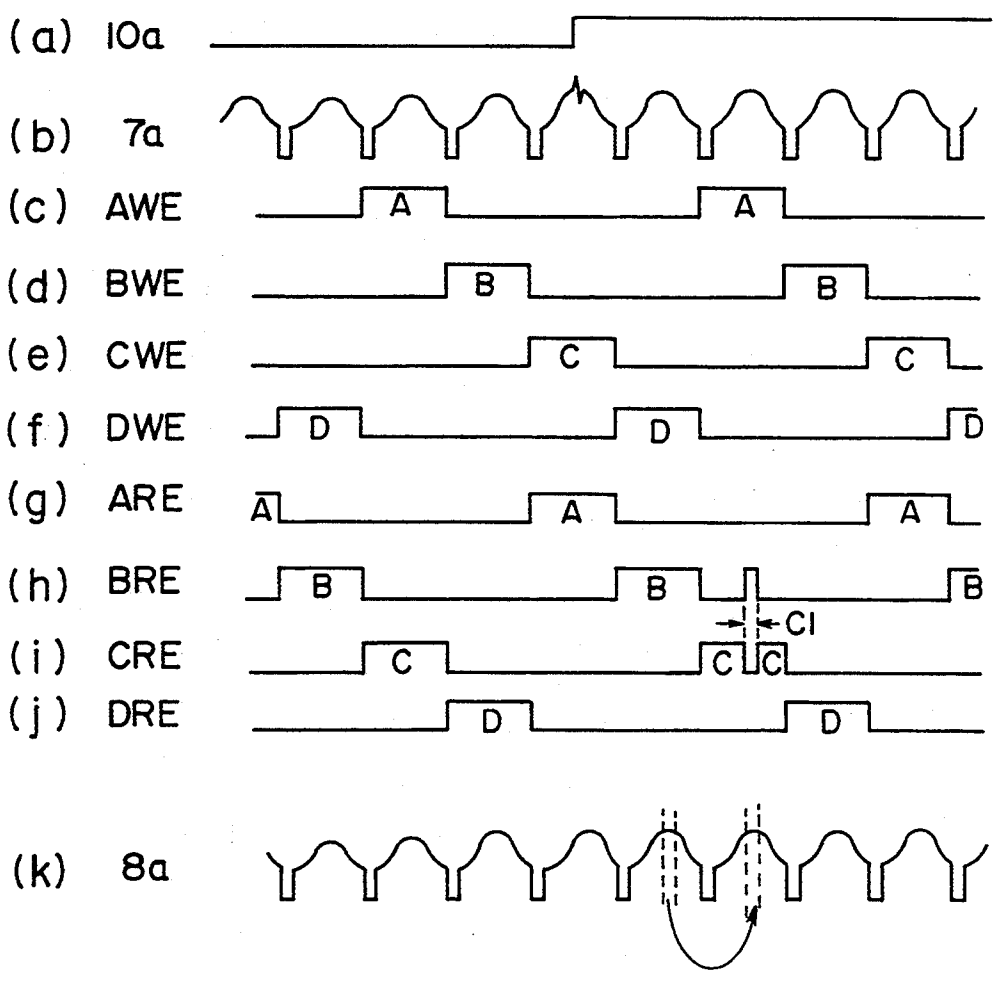 (a) 10a
(b) 7a
(c) AWE A A
(d) BWE B B
(e) CWE C C
(f) DWE D D D
(g) ARE A A A
(h) BRE B B B
C1
(i) CRE C C C
(j) DRE D D
(k) 8a